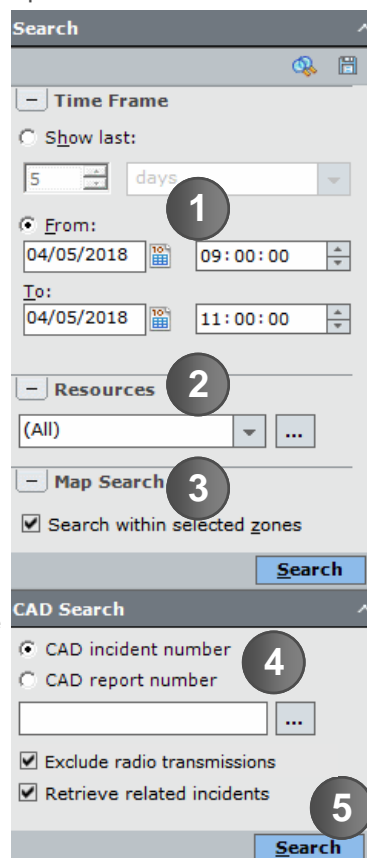 Search
Time Frame
Show last:
5 days
1
From:
04/05/2018 09:00:00
To:
04/05/2018 11:00:00
Resources 2
(All) ...
Map Search 3
Search within selected zones
Search
CAD Search
CAD incident number
4
CAD report number
...
Exclude radio transmissions
Retrieve related incidents
5
Search